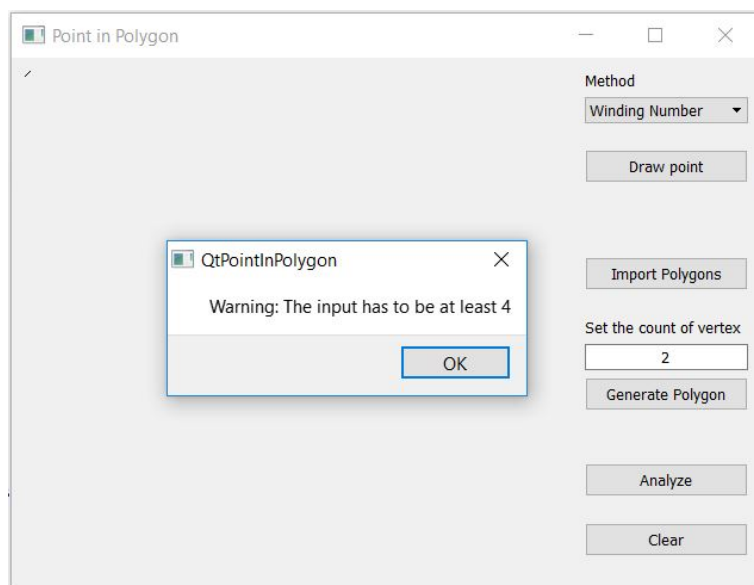 Point in Polygon
Method
Winding Number
Draw point
QtPointInPolygon
Warning: The input has to be at least 4
OK
Import Polygons
Set the count of vertex
2
Generate Polygon
Analyze
Clear